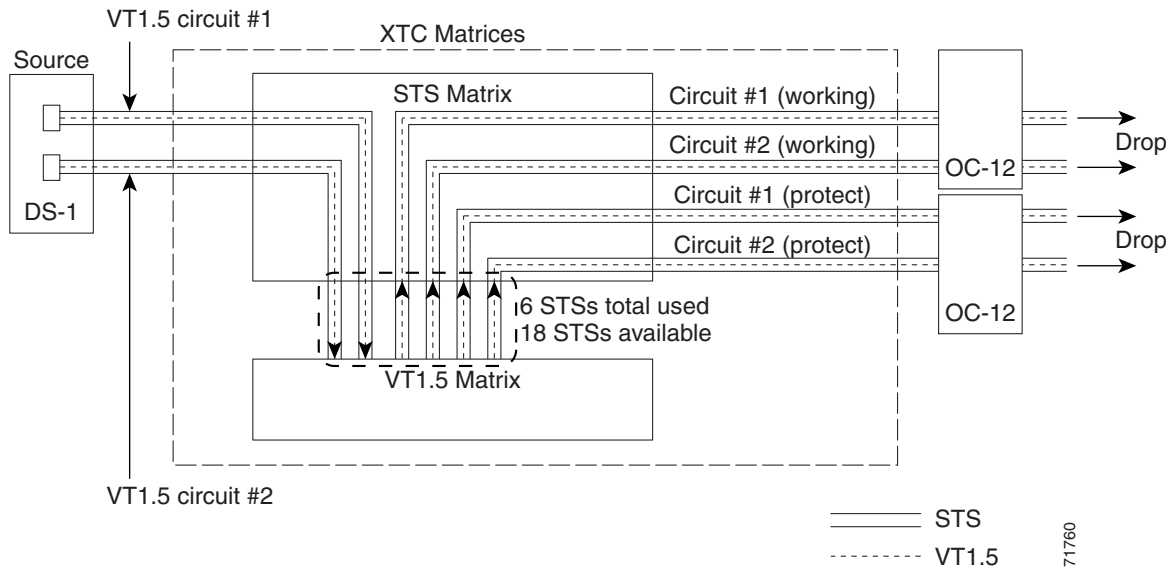 VT1.5 circuit #1
XTC Matrices
Source
STS Matrix
Circuit #1 (working)
Drop
Circuit #2 (working)
OC-12
DS-1
Circuit #1 (protect)
Drop
Circuit #2 (protect)
6 STSs total used
18 STSs available
OC-12
VT1.5 Matrix
VT1.5 circuit #2
STS
VT1.5
71760